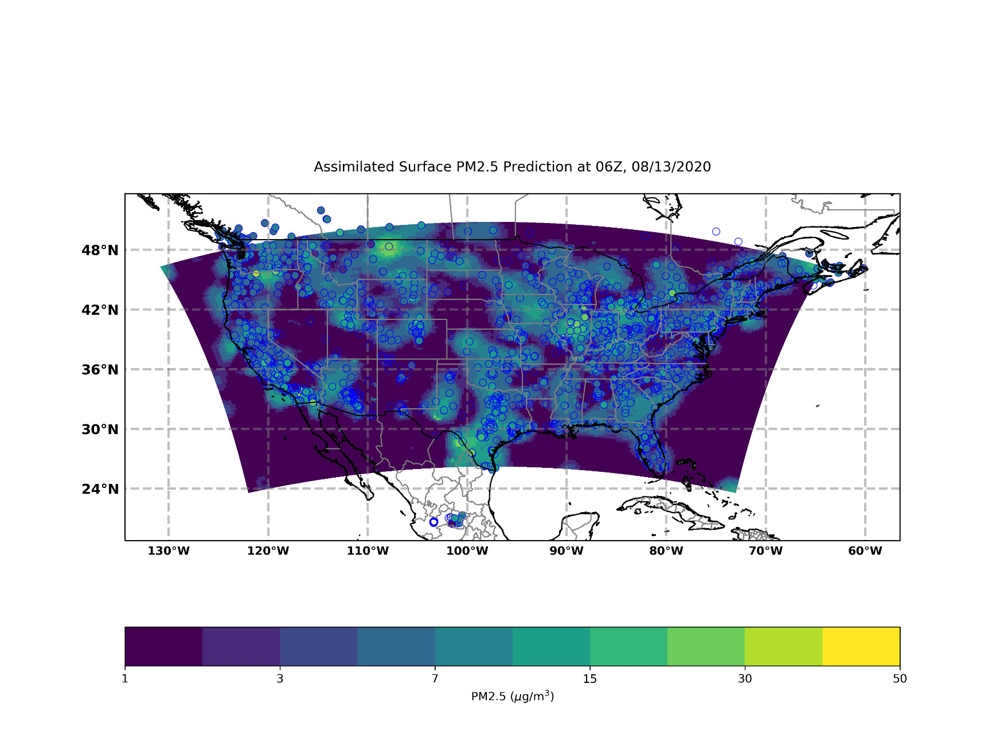 Assimilated Surface PM2.5 Prediction at 06Z, 08/13/2020
48°N
42°N
36°N
30°N
24°N
130°W 120°W 110°W 100°W 90°W 80°W 70°W 60°W
1 3 7 15 30 50
PM2.5 (μg/m³)